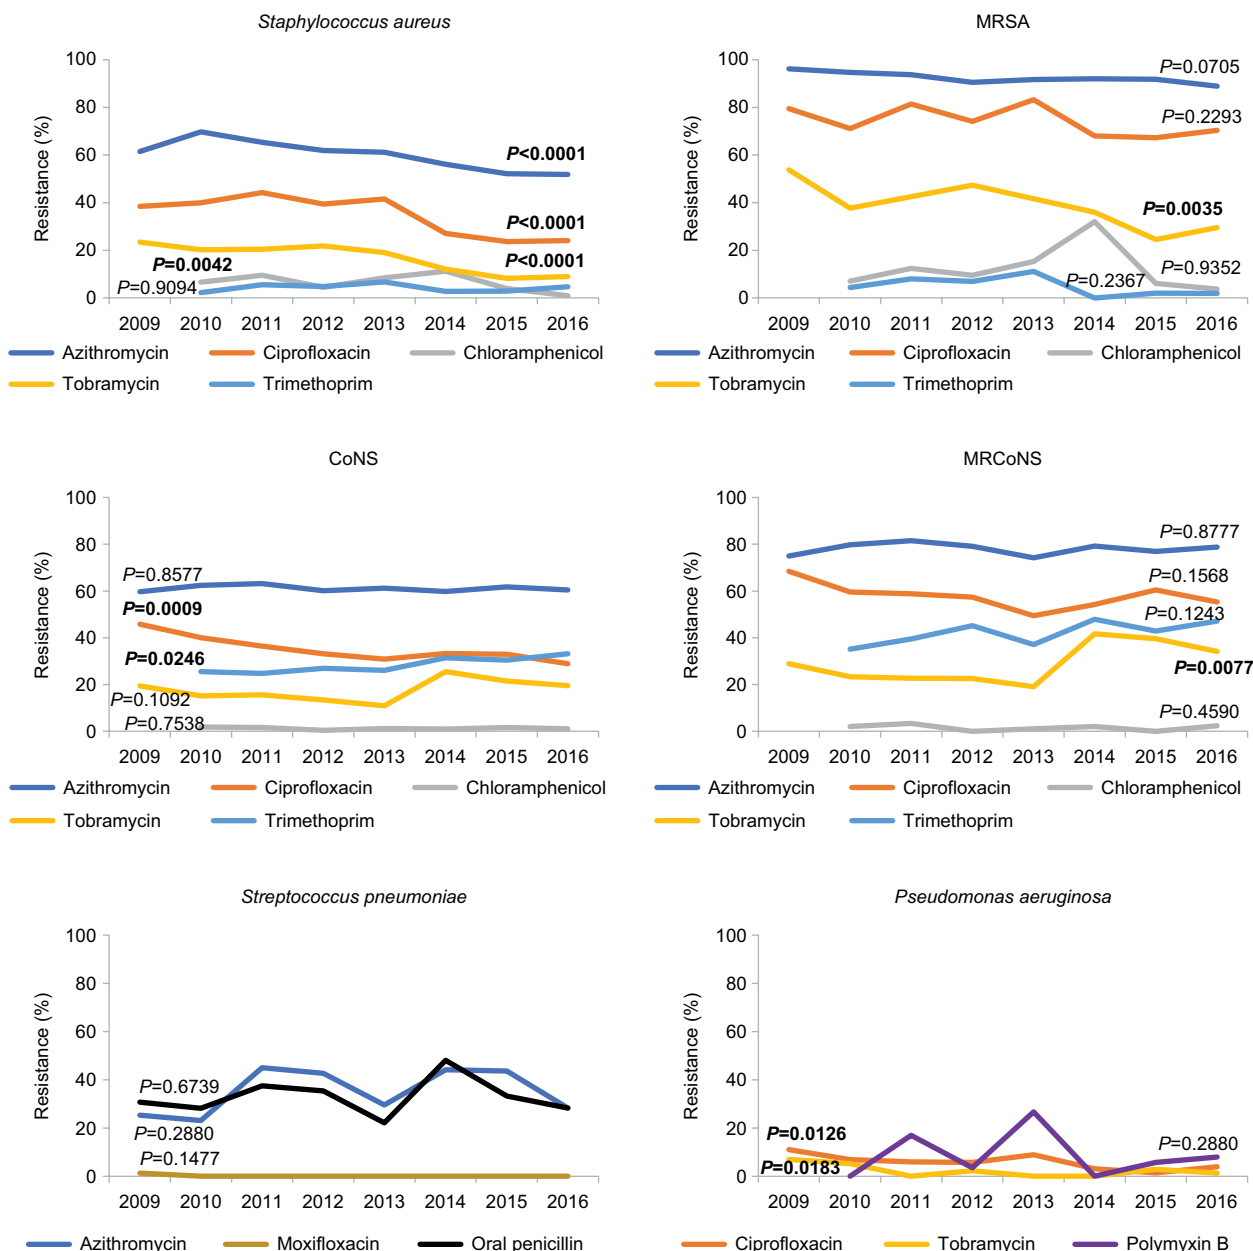 Staphylococcus aureus
Resistance (%)
100
80
60
40
20
0
P<0.0001
P<0.0001
P<0.0001
P=0.0042
P=0.9094
2009 2010 2011 2012 2013 2014 2015 2016
Azithromycin Ciprofloxacin Chloramphenicol
Tobramycin Trimethoprim
MRSA
Resistance (%)
100
80
60
40
20
0
P=0.0705
P=0.2293
P=0.0035
P=0.9352
P=0.2367
2009 2010 2011 2012 2013 2014 2015 2016
Azithromycin Ciprofloxacin Chloramphenicol
Tobramycin Trimethoprim
CoNS
Resistance (%)
100
80
60
40
20
0
P=0.8577
P=0.0009
P=0.0246
P=0.1092
P=0.7538
2009 2010 2011 2012 2013 2014 2015 2016
Azithromycin Ciprofloxacin Chloramphenicol
Tobramycin Trimethoprim
MRCoNS
Resistance (%)
100
80
60
40
20
0
P=0.8777
P=0.1568
P=0.1243
P=0.0077
P=0.4590
2009 2010 2011 2012 2013 2014 2015 2016
Azithromycin Ciprofloxacin Chloramphenicol
Tobramycin Trimethoprim
Streptococcus pneumoniae
Resistance (%)
100
80
60
40
20
0
P=0.6739
P=0.2880
P=0.1477
2009 2010 2011 2012 2013 2014 2015 2016
Azithromycin Moxifloxacin Oral penicillin
Pseudomonas aeruginosa
Resistance (%)
100
80
60
40
20
0
P=0.0126
P=0.0183
P=0.2880
2009 2010 2011 2012 2013 2014 2015 2016
Ciprofloxacin Tobramycin Polymyxin B